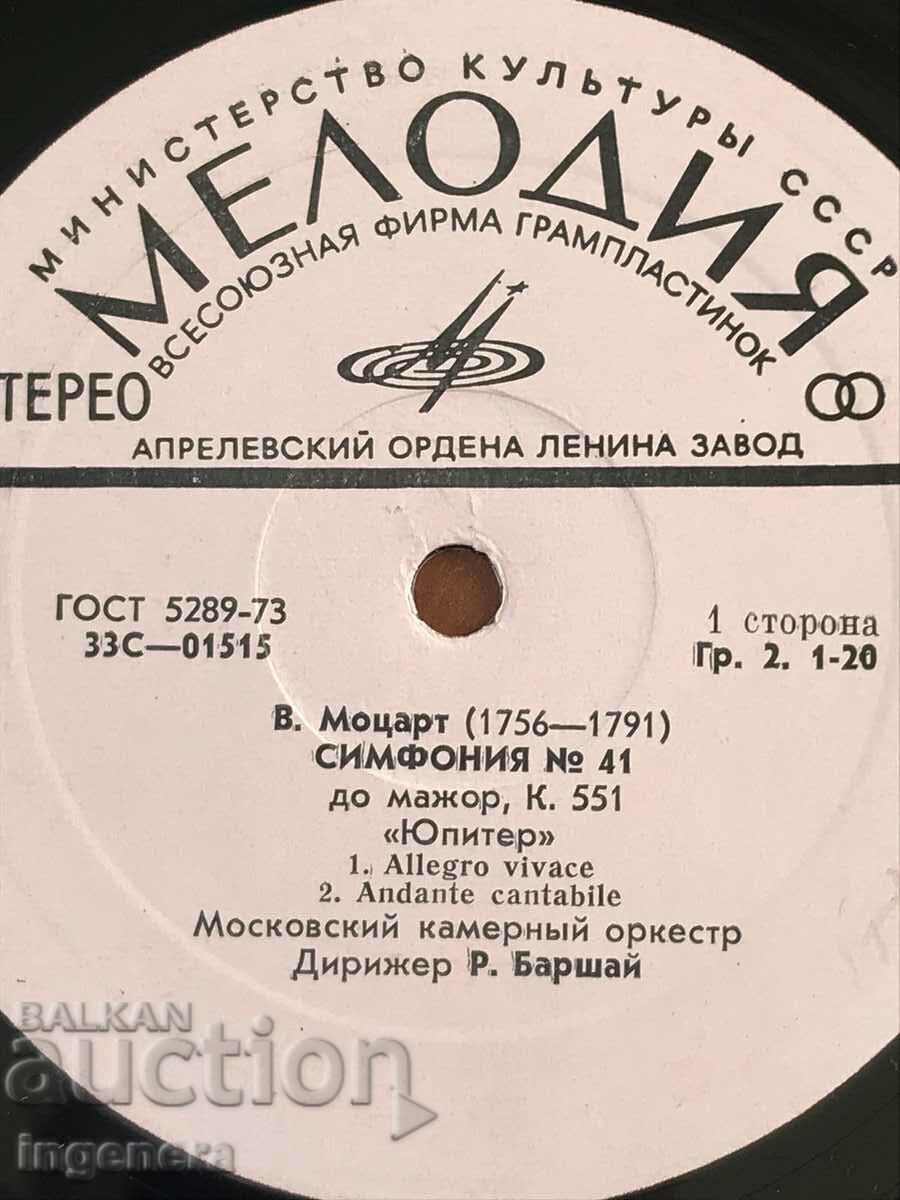 МИНИСТЕРСТВО КУЛЬТУРЫ СССР
МЕЛОДИЯ
ВСЕСОЮЗНАЯ ФИРМА ГРАМПЛАСТИНОК
ТЕРЕО
АПРЕЛЕВСКИЙ ОРДЕНА ЛЕНИНА ЗАВОД
ГОСТ 5289-73
33С—01515
1 сторона
Гр. 2. 1-20
В. Моцарт (1756—1791)
СИМФОНИЯ № 41
до мажор, К. 551
«Юпитер»
1. Allegro vivace
2. Andante cantabile
Московский камерный оркестр
Дирижер Р. Баршай
BALKAN
auction
ingenera